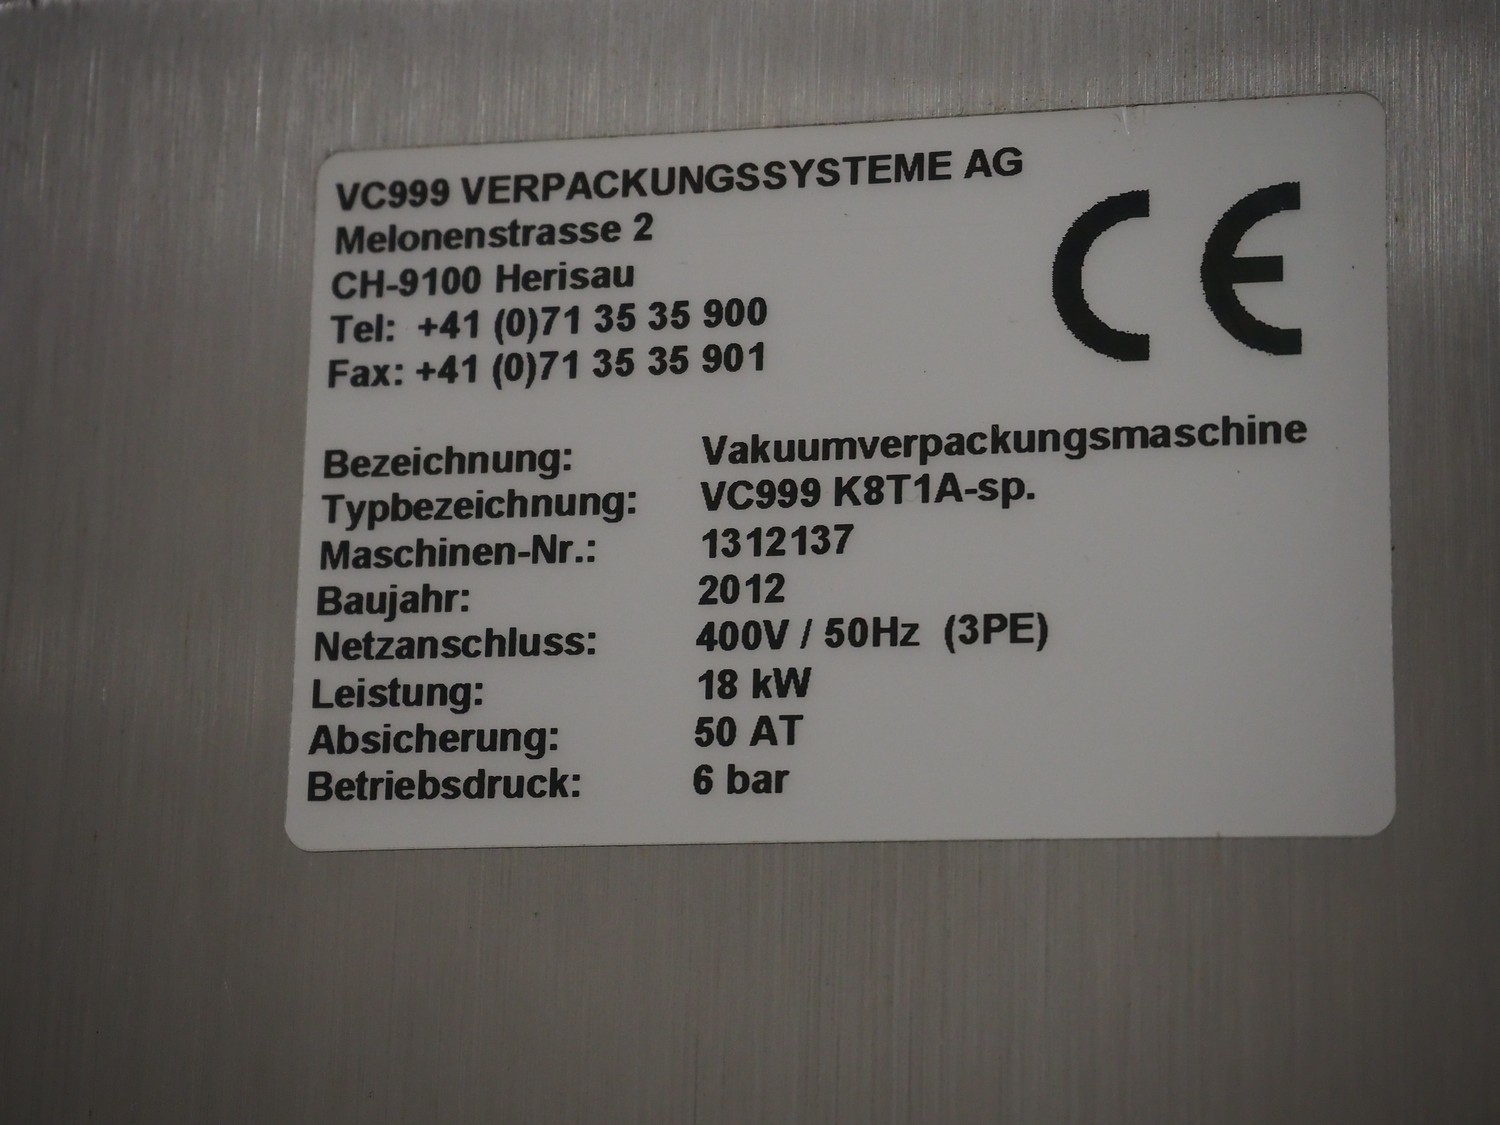 VC999 VERPACKUNGSSYSTEME AG
Melonenstrasse 2
CH-9100 Herisau
Tel: +41 (0)71 35 35 900
Fax: +41 (0)71 35 35 901
CE
Bezeichnung: Vakuumverpackungsmaschine
Typbezeichnung: VC999 K8T1A-sp.
Maschinen-Nr.: 1312137
Baujahr: 2012
Netzanschluss: 400V / 50Hz (3PE)
Leistung: 18 kW
Absicherung: 50 AT
Betriebsdruck: 6 bar